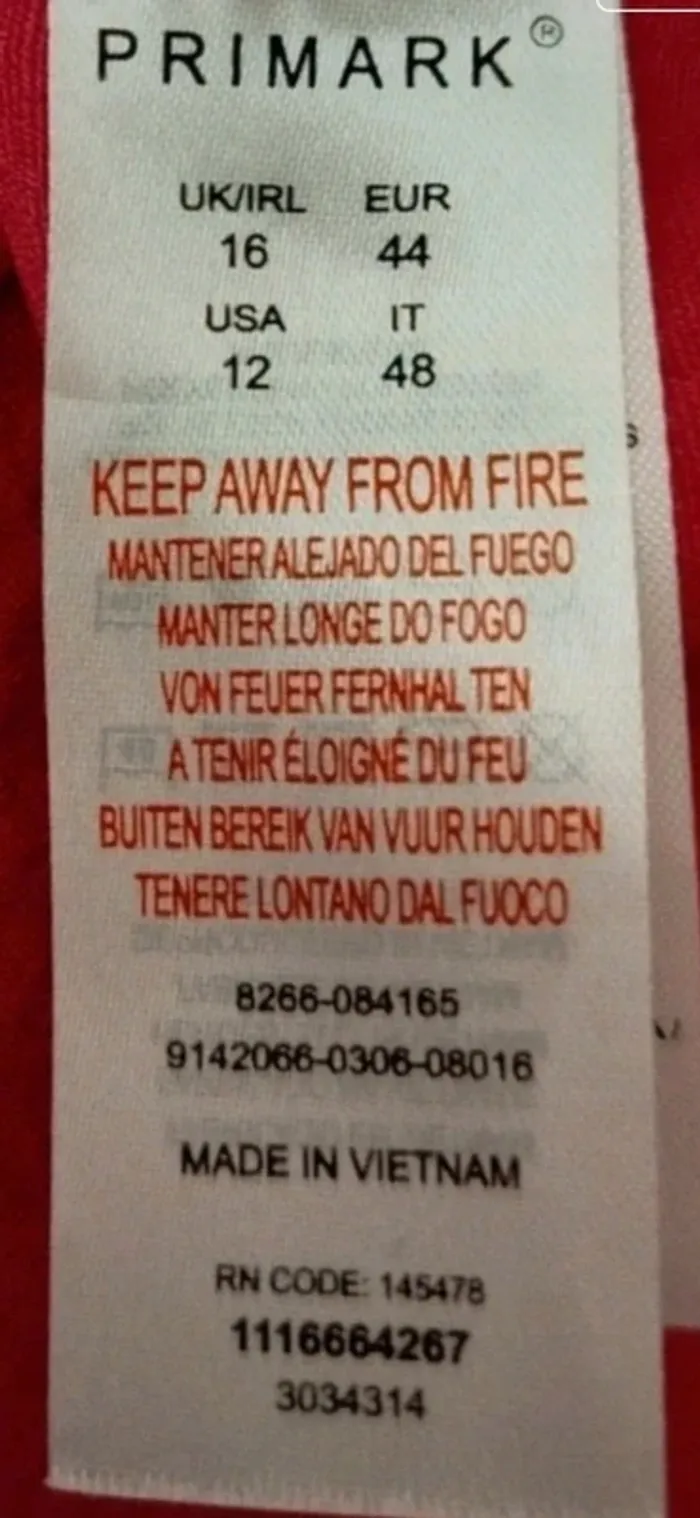 PRIMARK®
UK/IRL EUR
16 44
USA IT
12 48
KEEP AWAY FROM FIRE
MANTENER ALEJADO DEL FUEGO
MANTER LONGE DO FOGO
VON FEUER FERNHALTEN
A TENIR ÉLOIGNÉ DU FEU
BUITEN BEREIK VAN VUUR HOUDEN
TENERE LONTANO DAL FUOCO
8266-084165
9142066-0306-08016
MADE IN VIETNAM
RN CODE: 145478
1116664267
3034314